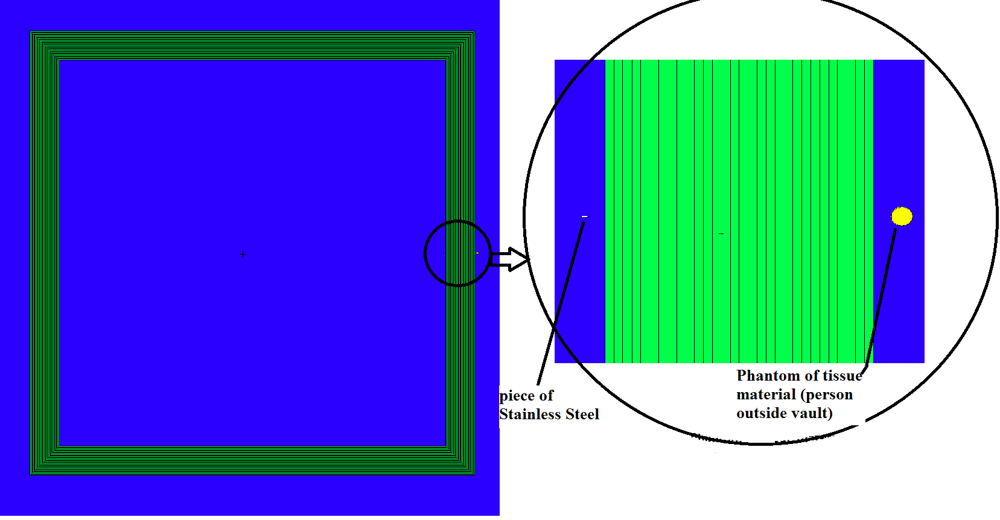 piece of
Stainless Steel
Phantom of tissue
material (person
outside vault)